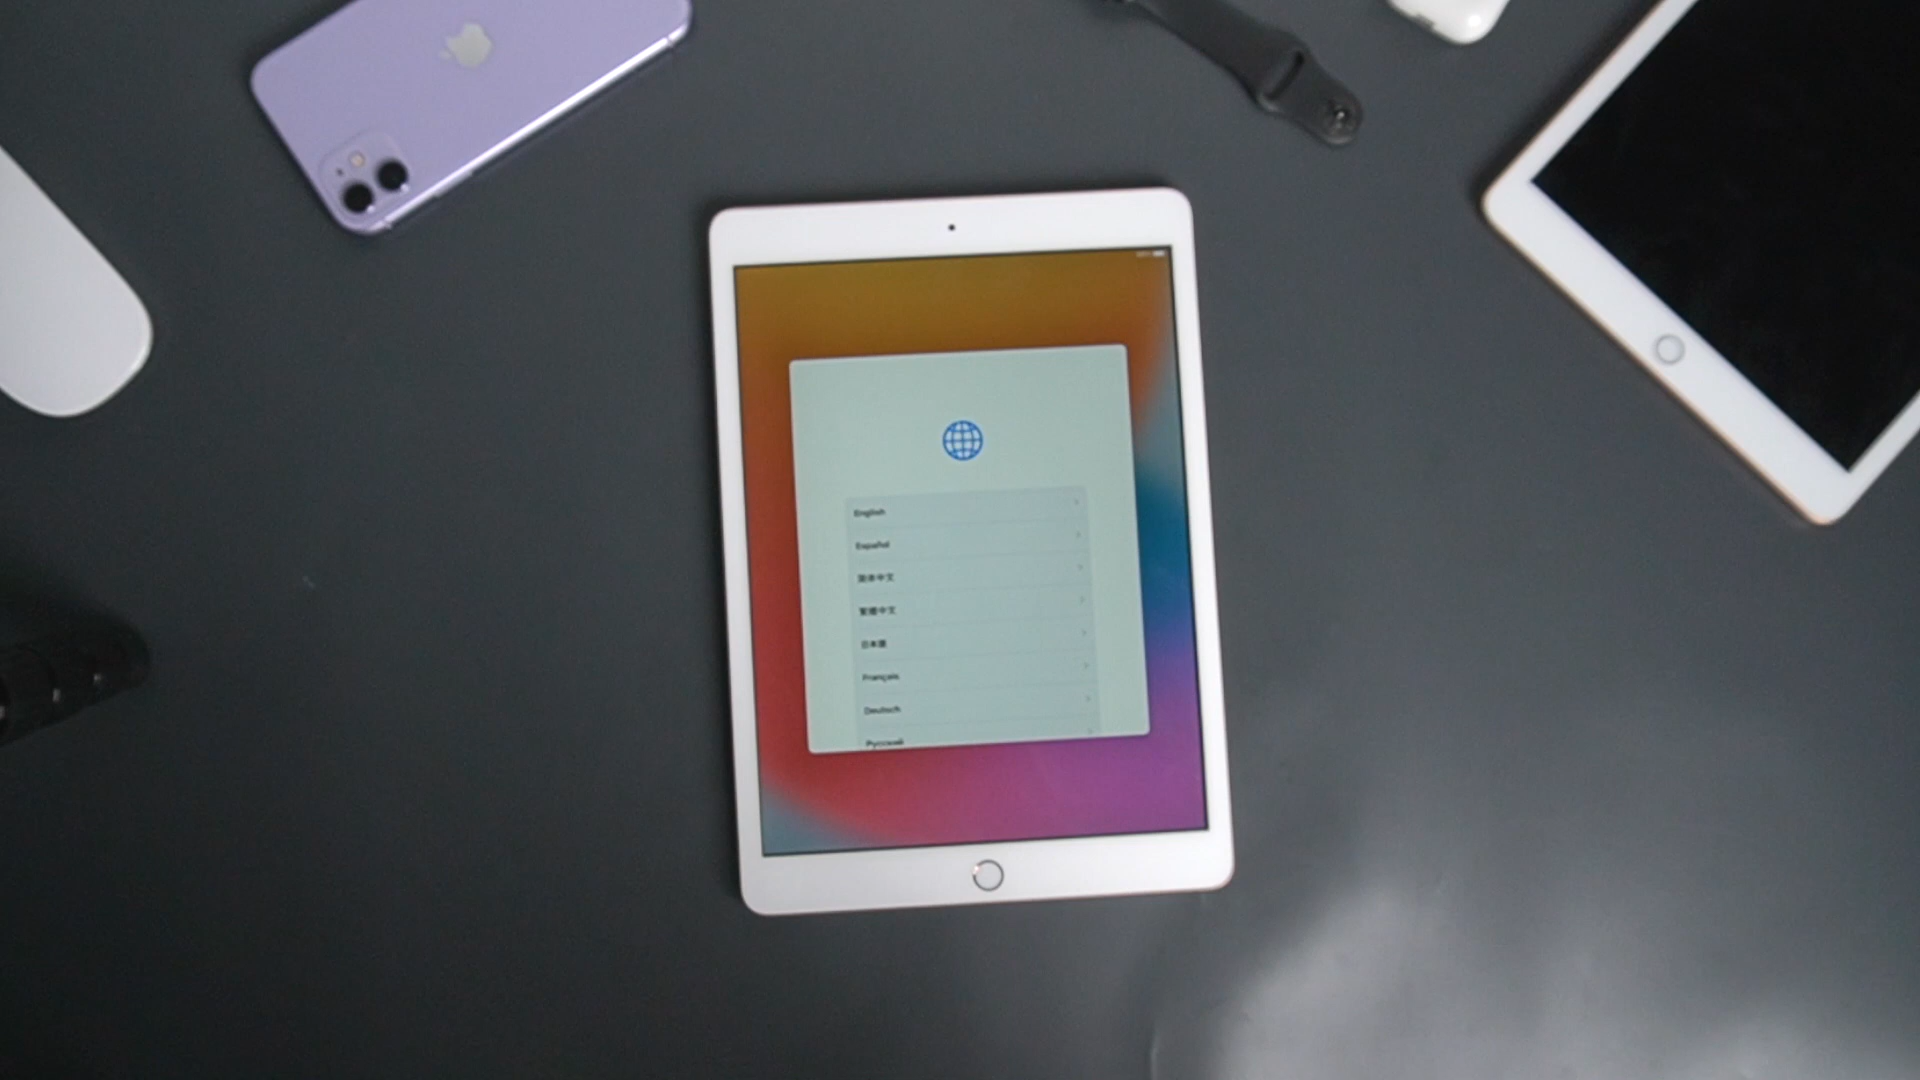 English
Español
简体中文
繁體中文
日本語
Français
Deutsch
Русский